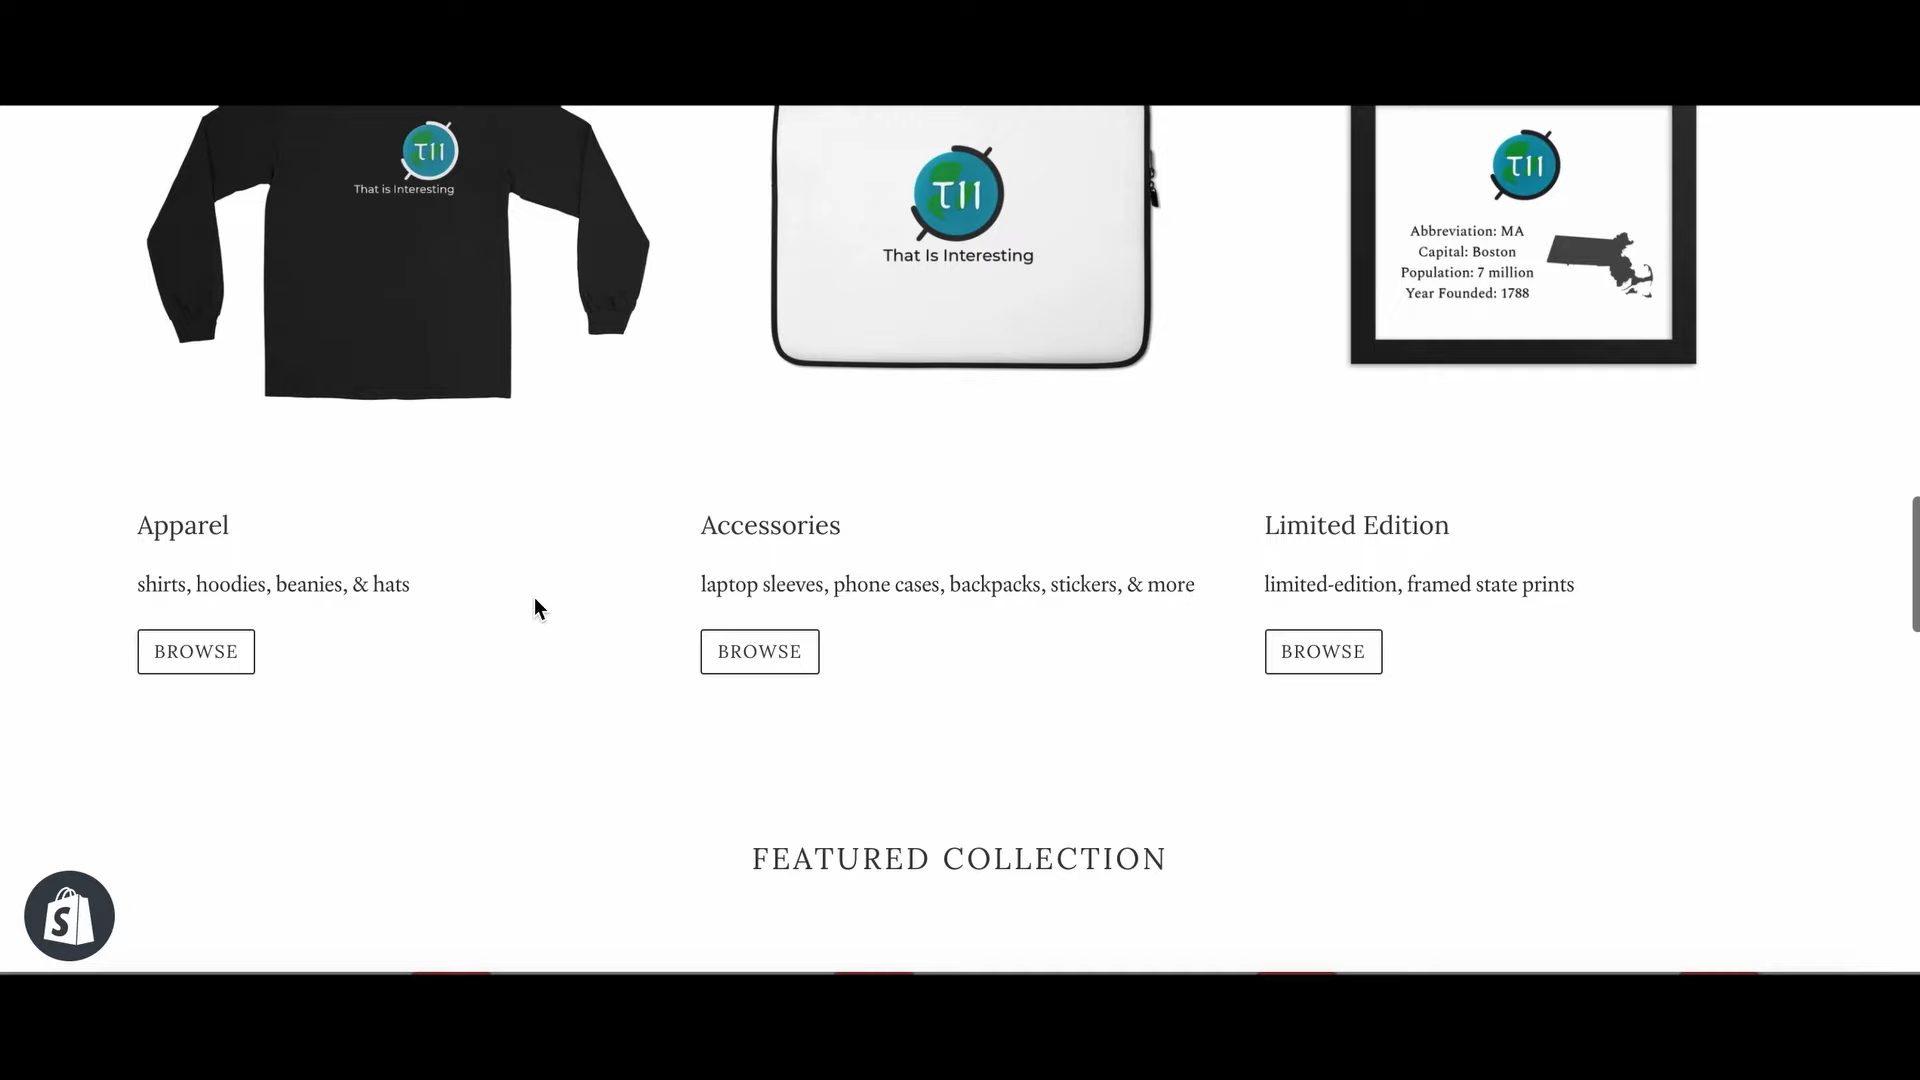 TII
That is Interesting
TII
That Is Interesting
TII
Abbreviation: MA
Capital: Boston
Population: 7 million
Year Founded: 1788
Apparel
Accessories
Limited Edition
shirts, hoodies, beanies, & hats
laptop sleeves, phone cases, backpacks, stickers, & more
limited-edition, framed state prints
BROWSE
BROWSE
BROWSE
FEATURED COLLECTION
S